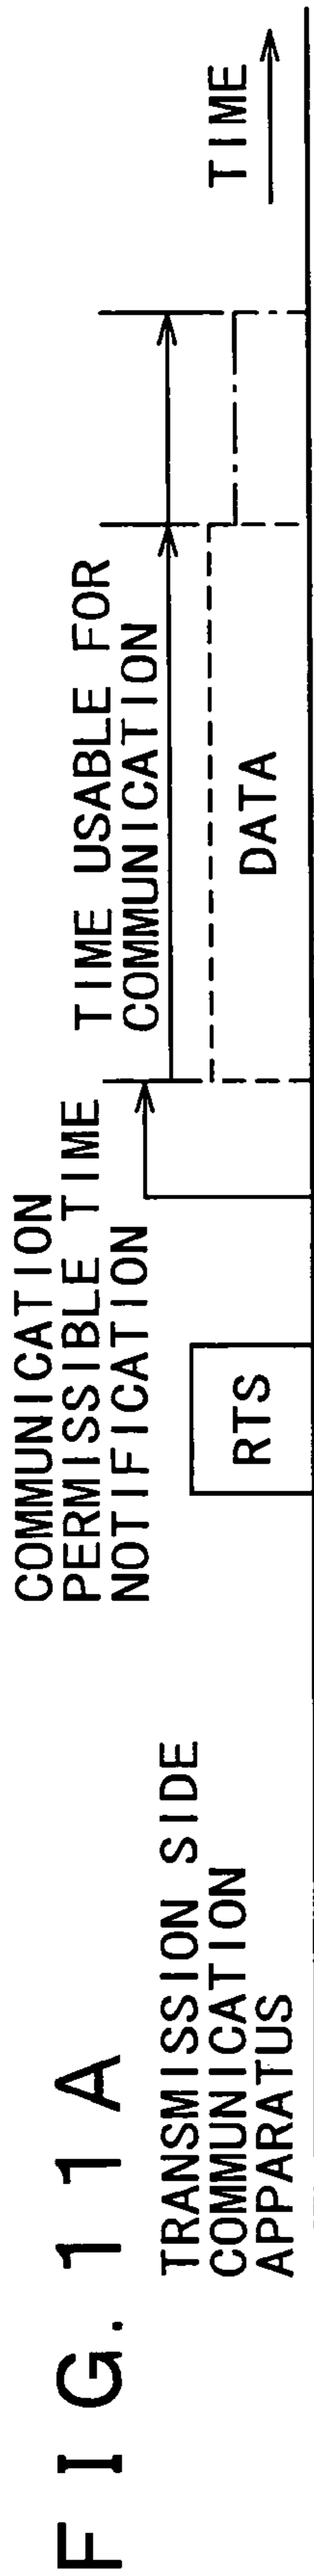 FIG. 11A
TRANSMISSION SIDE
COMMUNICATION
APPARATUS
COMMUNICATION
PERMISSIBLE TIME
NOTIFICATION
RTS
TIME USABLE FOR
COMMUNICATION
DATA
TIME